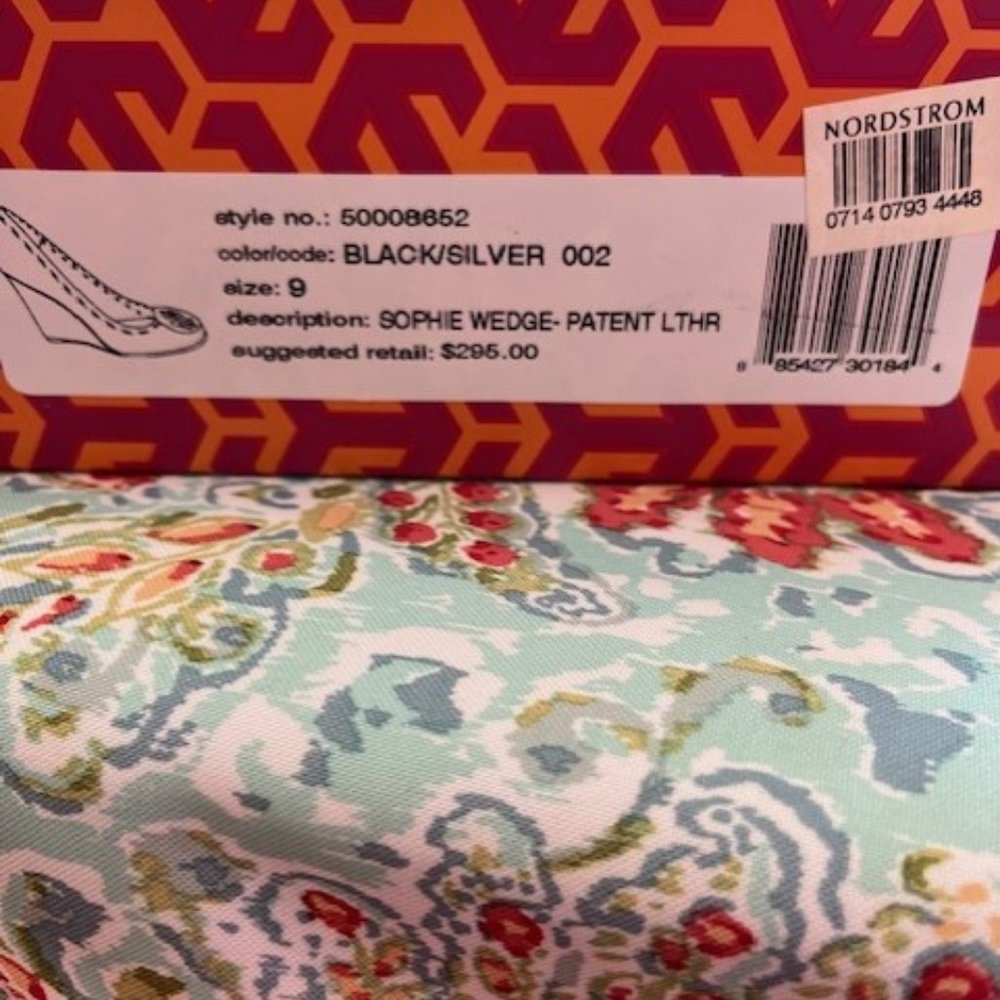 NORDSTROM
0714 0793 4448
style no.: 50008652
color/code: BLACK/SILVER 002
size: 9
description: SOPHIE WEDGE- PATENT LTHR
suggested retail: $295.00
8 85427 30184 4